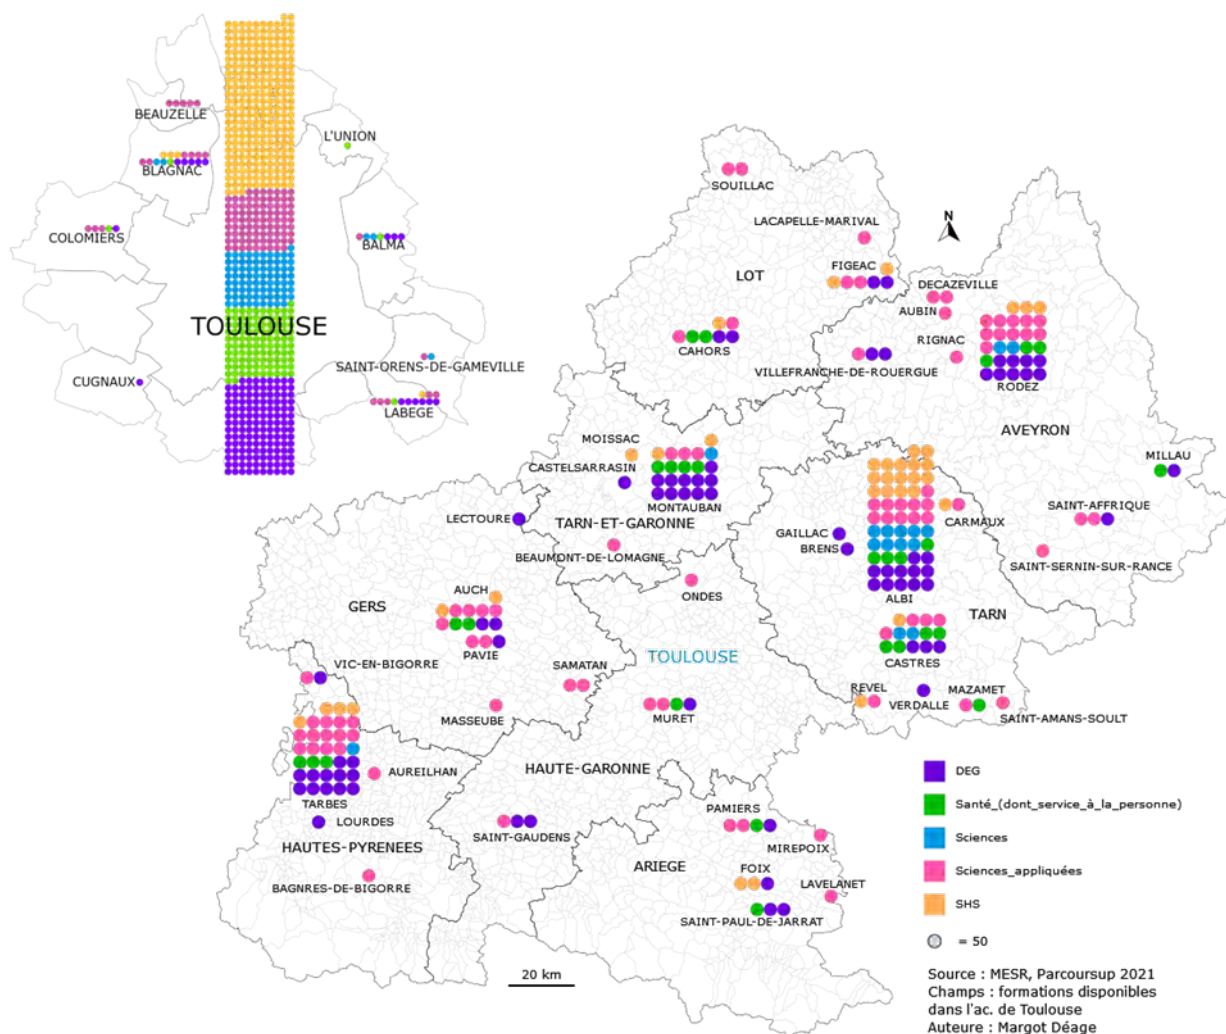 BEAUZELLE
L'UNION
BLAGNAC
COLOMIERS
BALMA
TOULOUSE
SAINT-ORENS-DE-GAMEVILLE
CUGNAUX
LABEGE
SOUILLAC
LACAPELLE-MARIVAL
N
LOT
FIGEAC
DECAZEVILLE
AUBIN
RIGNAC
CAHORS
VILLEFRANCHE-DE-ROUERGUE
RODEZ
AVEYRON
MOISSAC
CASTELSARRASIN
MILLAU
MONTAUBAN
LECTOURE
TARN-ET-GARONNE
SAINT-AFFRIQUE
CARMAUX
GAILLAC
BRENS
BEAUMONT-DE-LOMAGNE
SAINT-SERNIN-SUR-RANCE
AUCH
ONDES
ALBI
GERS
TARN
PAVIE
TOULOUSE
CASTRES
VIC-EN-BIGORRE
SAMATAN
REVEL
MAZAMET
VERDALLE
SAINT-AMANS-SOULT
MASSEUBE
MURET
AUREILHAN
HAUTE-GARONNE
TARBES
LOURDES
PAMIERS
SAINT-GAUDENS
MIREPOIX
HAUTES-PYRENEES
ARIEGE
FOIX
LAVELANET
BAGNRES-DE-BIGORRE
SAINT-PAUL-DE-JARRAT
20 km
DEG
Santé_(dont_service_à_la_personne)
Sciences
Sciences_appliquées
SHS
= 50
Source : MESR, Parcoursup 2021
Champs : formations disponibles
dans l'ac. de Toulouse
Auteure : Margot Déage